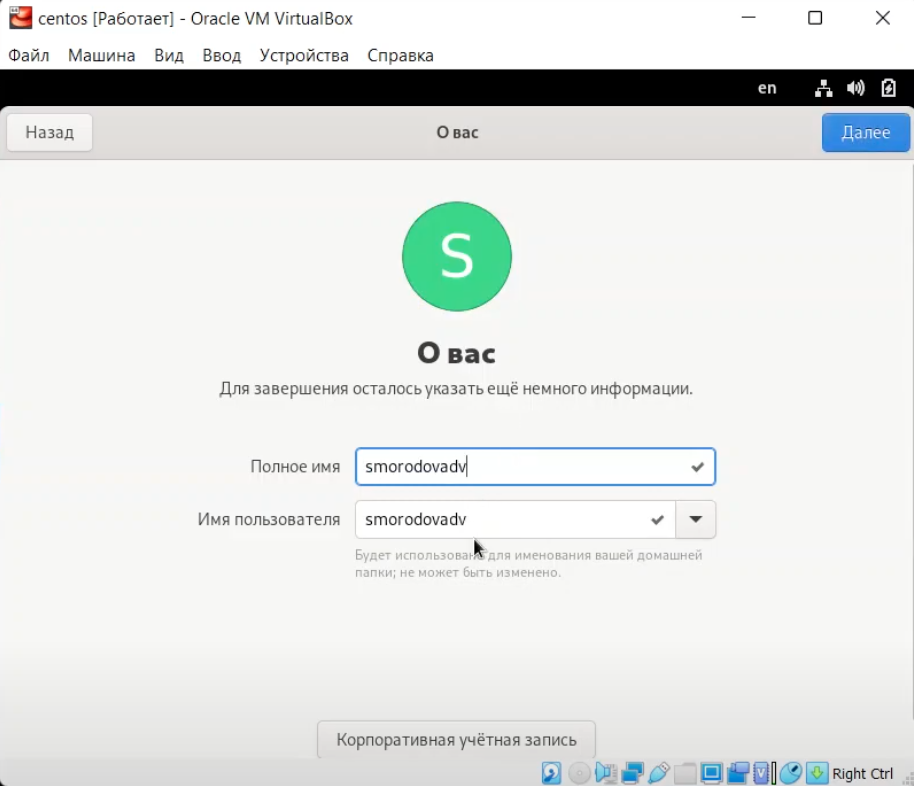 centos [Работает] - Oracle VM VirtualBox
Файл Машина Вид Ввод Устройства Справка
en
Назад О вас Далее
S
О вас
Для завершения осталось указать ещё немного информации.
Полное имя smorodovadv
Имя пользователя smorodovadv
Будет использовано для именования вашей домашней
папки; не может быть изменено.
Корпоративная учётная запись
V Right Ctrl